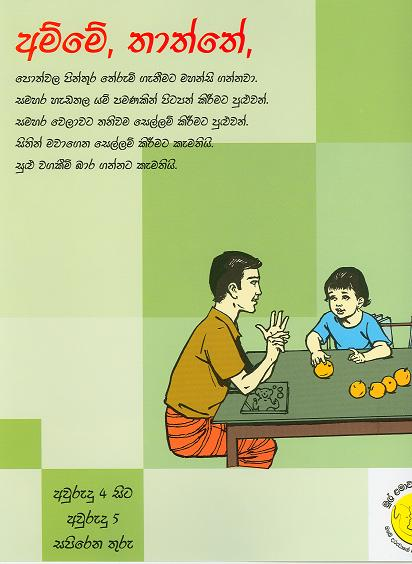 අම්මේ, තාත්තේ,
පොත්වල පින්තූර තේරුම් ගැනීමට මහන්සි ගන්නවා.
සමහර හැඩතල යම් පමණකින් පිටපත් කිරීමට පුළුවන්.
සමහර වෙලාවට තනිවම සෙල්ලම් කිරීමට පුළුවන්.
සිතින් මවාගෙන සෙල්ලම් කිරීමට කැමතියි.
සුළු වගකීම් බාර ගන්නට කැමතියි.
අවුරුදු 4 සිට
අවුරුදු 5
සපිරෙන තුරු